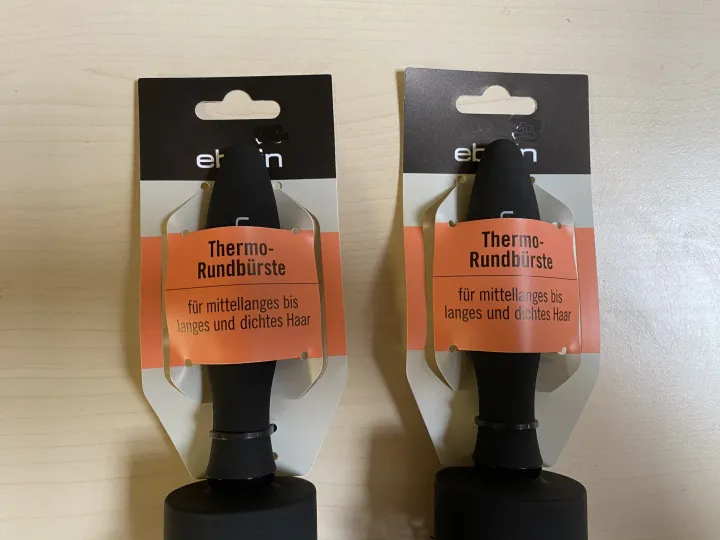 Thermo-
Rundbürste
für mittellanges bis
langes und dichtes Haar
Thermo-
Rundbürste
für mittellanges bis
langes und dichtes Haar